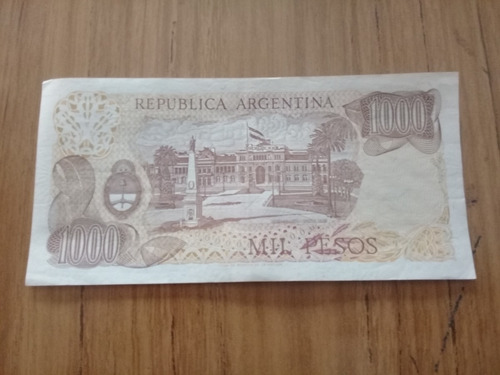 REPUBLICA ARGENTINA
1000
1000
MIL PESOS